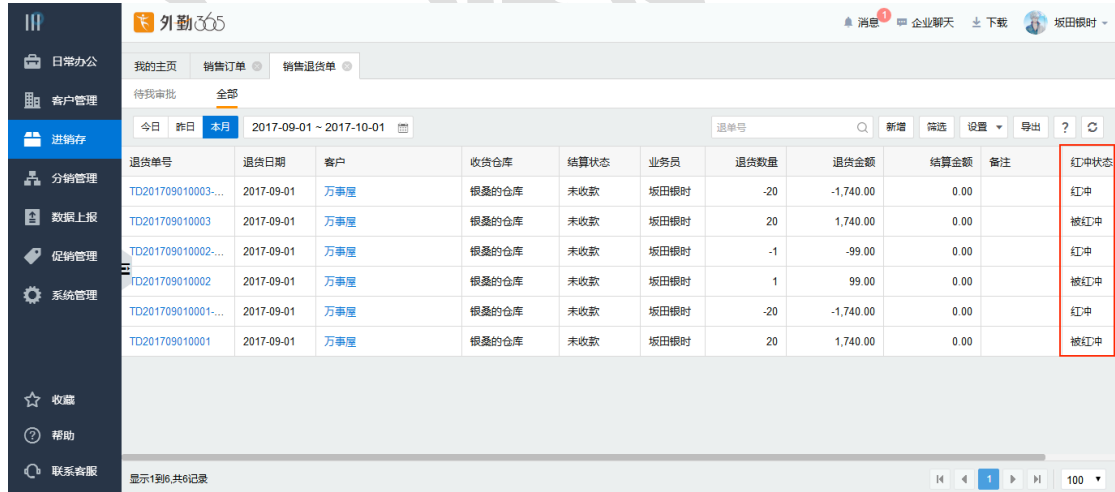 外勤365
消息 1 企业聊天 下载 坂田银时
日常办公
客户管理
进销存
分销管理
数据上报
促销管理
系统管理
收藏
帮助
联系客服
我的主页 销售订单 销售退货单
待我审批 全部
今日 昨日 本月 2017-09-01 ~ 2017-10-01 退单号 新增 筛选 设置 导出 ?
退货单号 退货日期 客户 收货仓库 结算状态 业务员 退货数量 退货金额 结算金额 备注 红冲状态
TD201709010003-... 2017-09-01 万事屋 银桑的仓库 未收款 坂田银时 -20 -1,740.00 0.00 红冲
TD201709010003 2017-09-01 万事屋 银桑的仓库 未收款 坂田银时 20 1,740.00 0.00 被红冲
TD201709010002-... 2017-09-01 万事屋 银桑的仓库 未收款 坂田银时 -1 -99.00 0.00 红冲
TD201709010002 2017-09-01 万事屋 银桑的仓库 未收款 坂田银时 1 99.00 0.00 被红冲
TD201709010001-... 2017-09-01 万事屋 银桑的仓库 未收款 坂田银时 -20 -1,740.00 0.00 红冲
TD201709010001 2017-09-01 万事屋 银桑的仓库 未收款 坂田银时 20 1,740.00 0.00 被红冲
显示1到6,共6记录 1 100